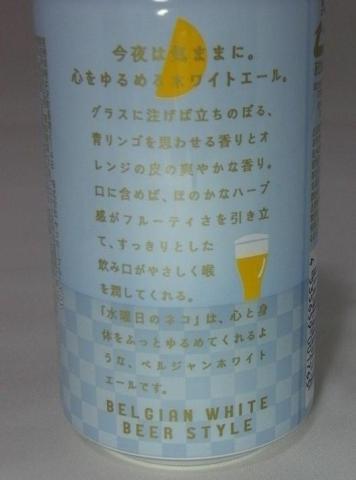 今夜は気ままに。
心をゆるめるホワイトエール。
グラスに注げば立ちのぼる、
青リンゴを思わせる香りとオ
レンジの皮の爽やかな香り。
口に含めば、ほのかなハーブ
感がフルーティさを引き立
て、すっきりとした
飲み口がやさしく喉
を潤してくれる。
「水曜日のネコ」は、心と身
体をふっとゆるめてくれるよ
うな、ベルジャンホワイト
エールです。
BELGIAN WHITE
BEER STYLE